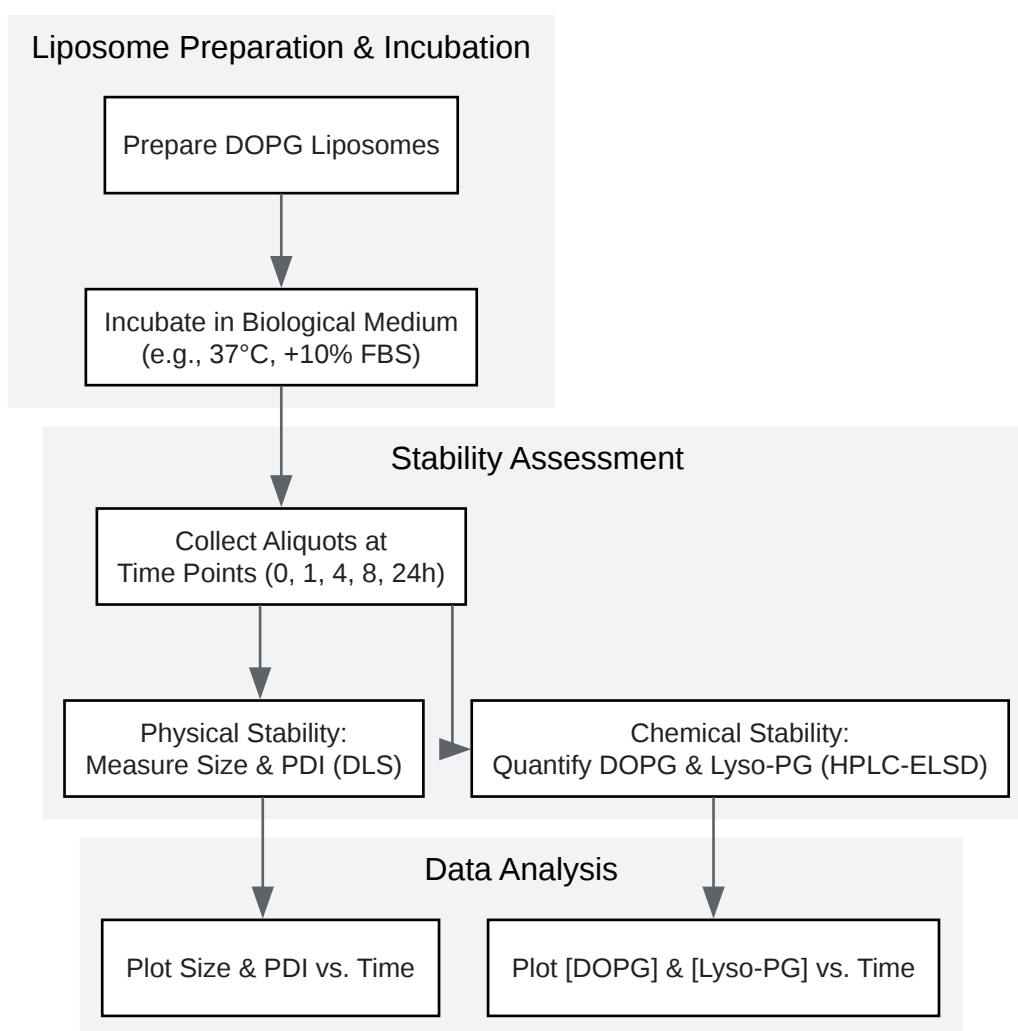 Liposome Preparation & Incubation
Prepare DOPG Liposomes
Incubate in Biological Medium
(e.g., 37°C, +10% FBS)
Stability Assessment
Collect Aliquots at
Time Points (0, 1, 4, 8, 24h)
Physical Stability:
Measure Size & PDI (DLS)
Chemical Stability:
Quantify DOPG & Lyso-PG (HPLC-ELSD)
Data Analysis
Plot Size & PDI vs. Time
Plot [DOPG] & [Lyso-PG] vs. Time